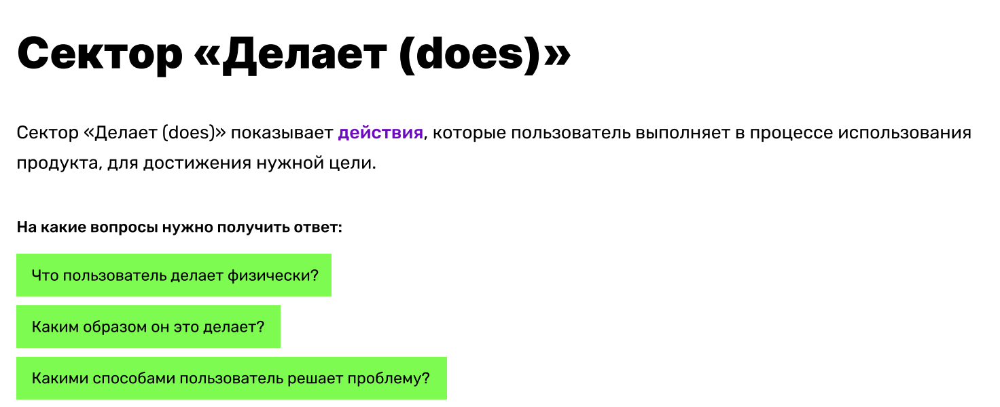 Сектор «Делает (does)»
Сектор «Делает (does)» показывает действия, которые пользователь выполняет в процессе использования
продукта, для достижения нужной цели.
На какие вопросы нужно получить ответ:
Что пользователь делает физически?
Каким образом он это делает?
Какими способами пользователь решает проблему?